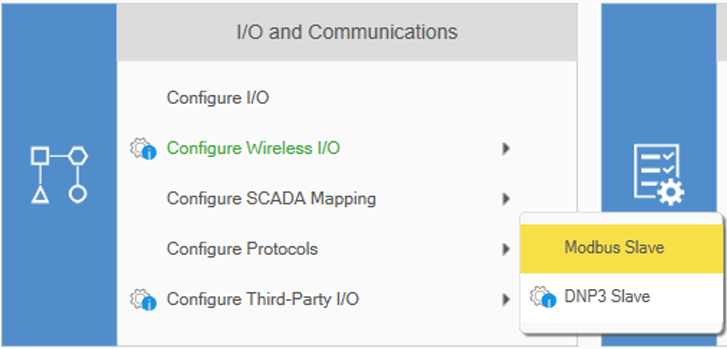 I/O and Communications
Configure I/O
Configure Wireless I/O
Configure SCADA Mapping
Configure Protocols
Modbus Slave
Configure Third-Party I/O
DNP3 Slave